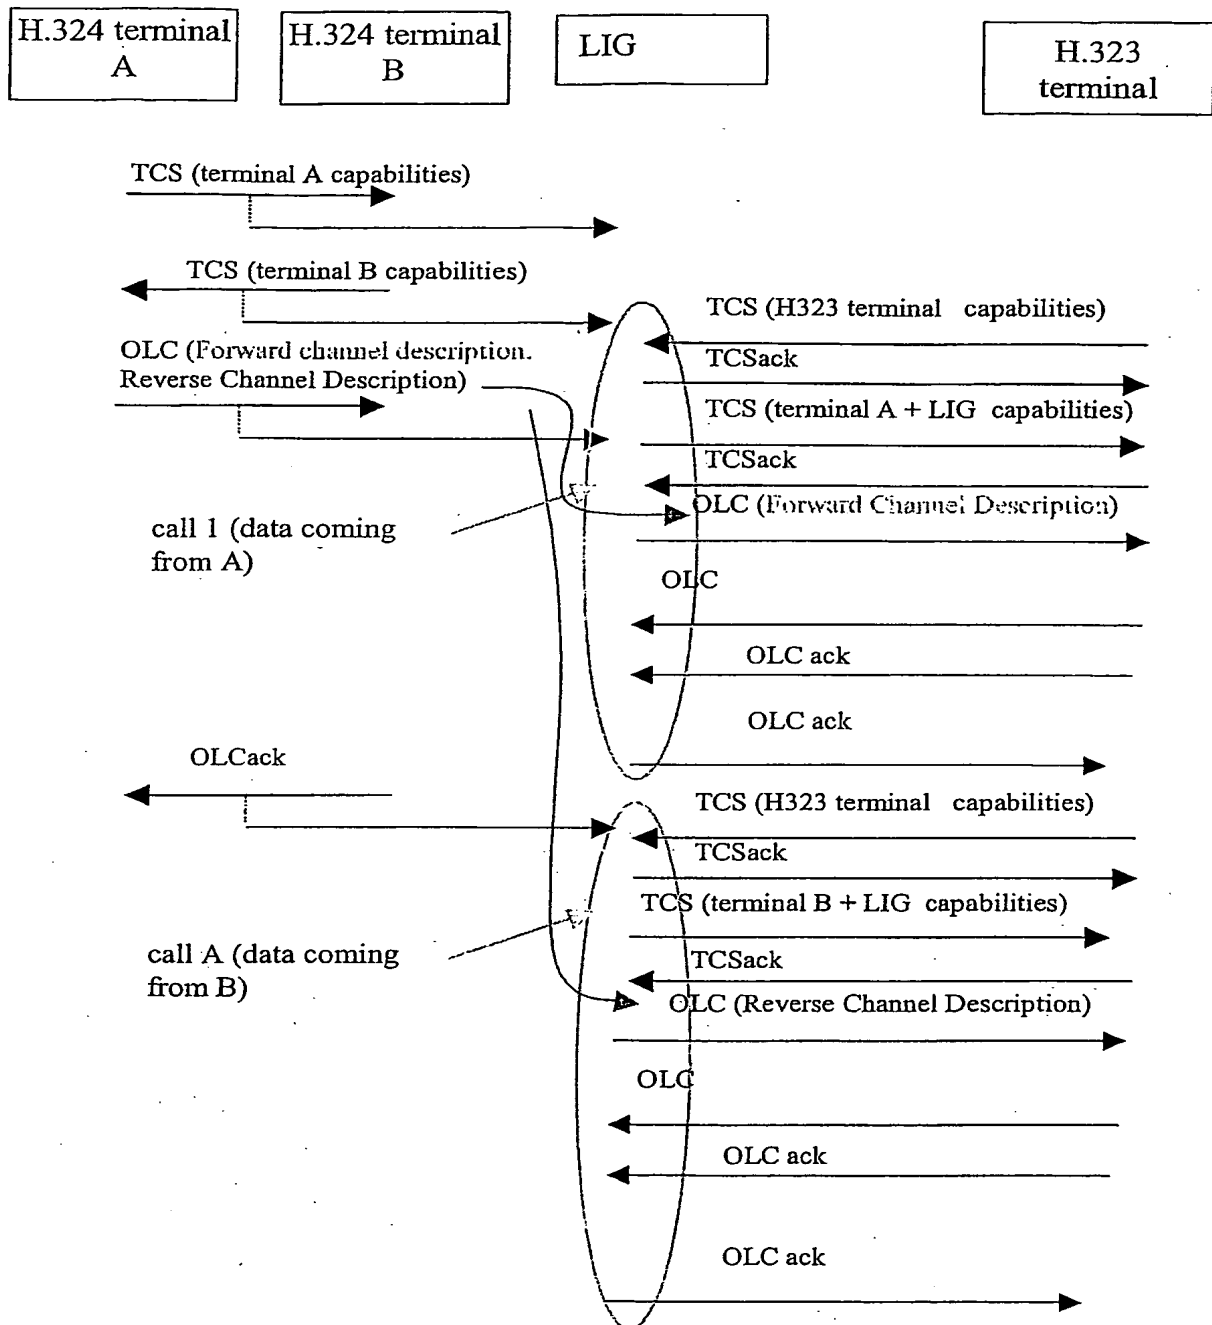 H.324 terminal
A
H.324 terminal
B
LIG
H.323
terminal
TCS (terminal A capabilities)
TCS (terminal B capabilities)
TCS (H323 terminal capabilities)
OLC (Forward channel description.
Reverse Channel Description)
TCSack
TCS (terminal A + LIG capabilities)
TCSack
OLC (Forward Channel Description)
call 1 (data coming
from A)
OLC
OLC ack
OLC ack
OLCack
TCS (H323 terminal capabilities)
TCSack
TCS (terminal B + LIG capabilities)
call A (data coming
from B)
TCSack
OLC (Reverse Channel Description)
OLC
OLC ack
OLC ack